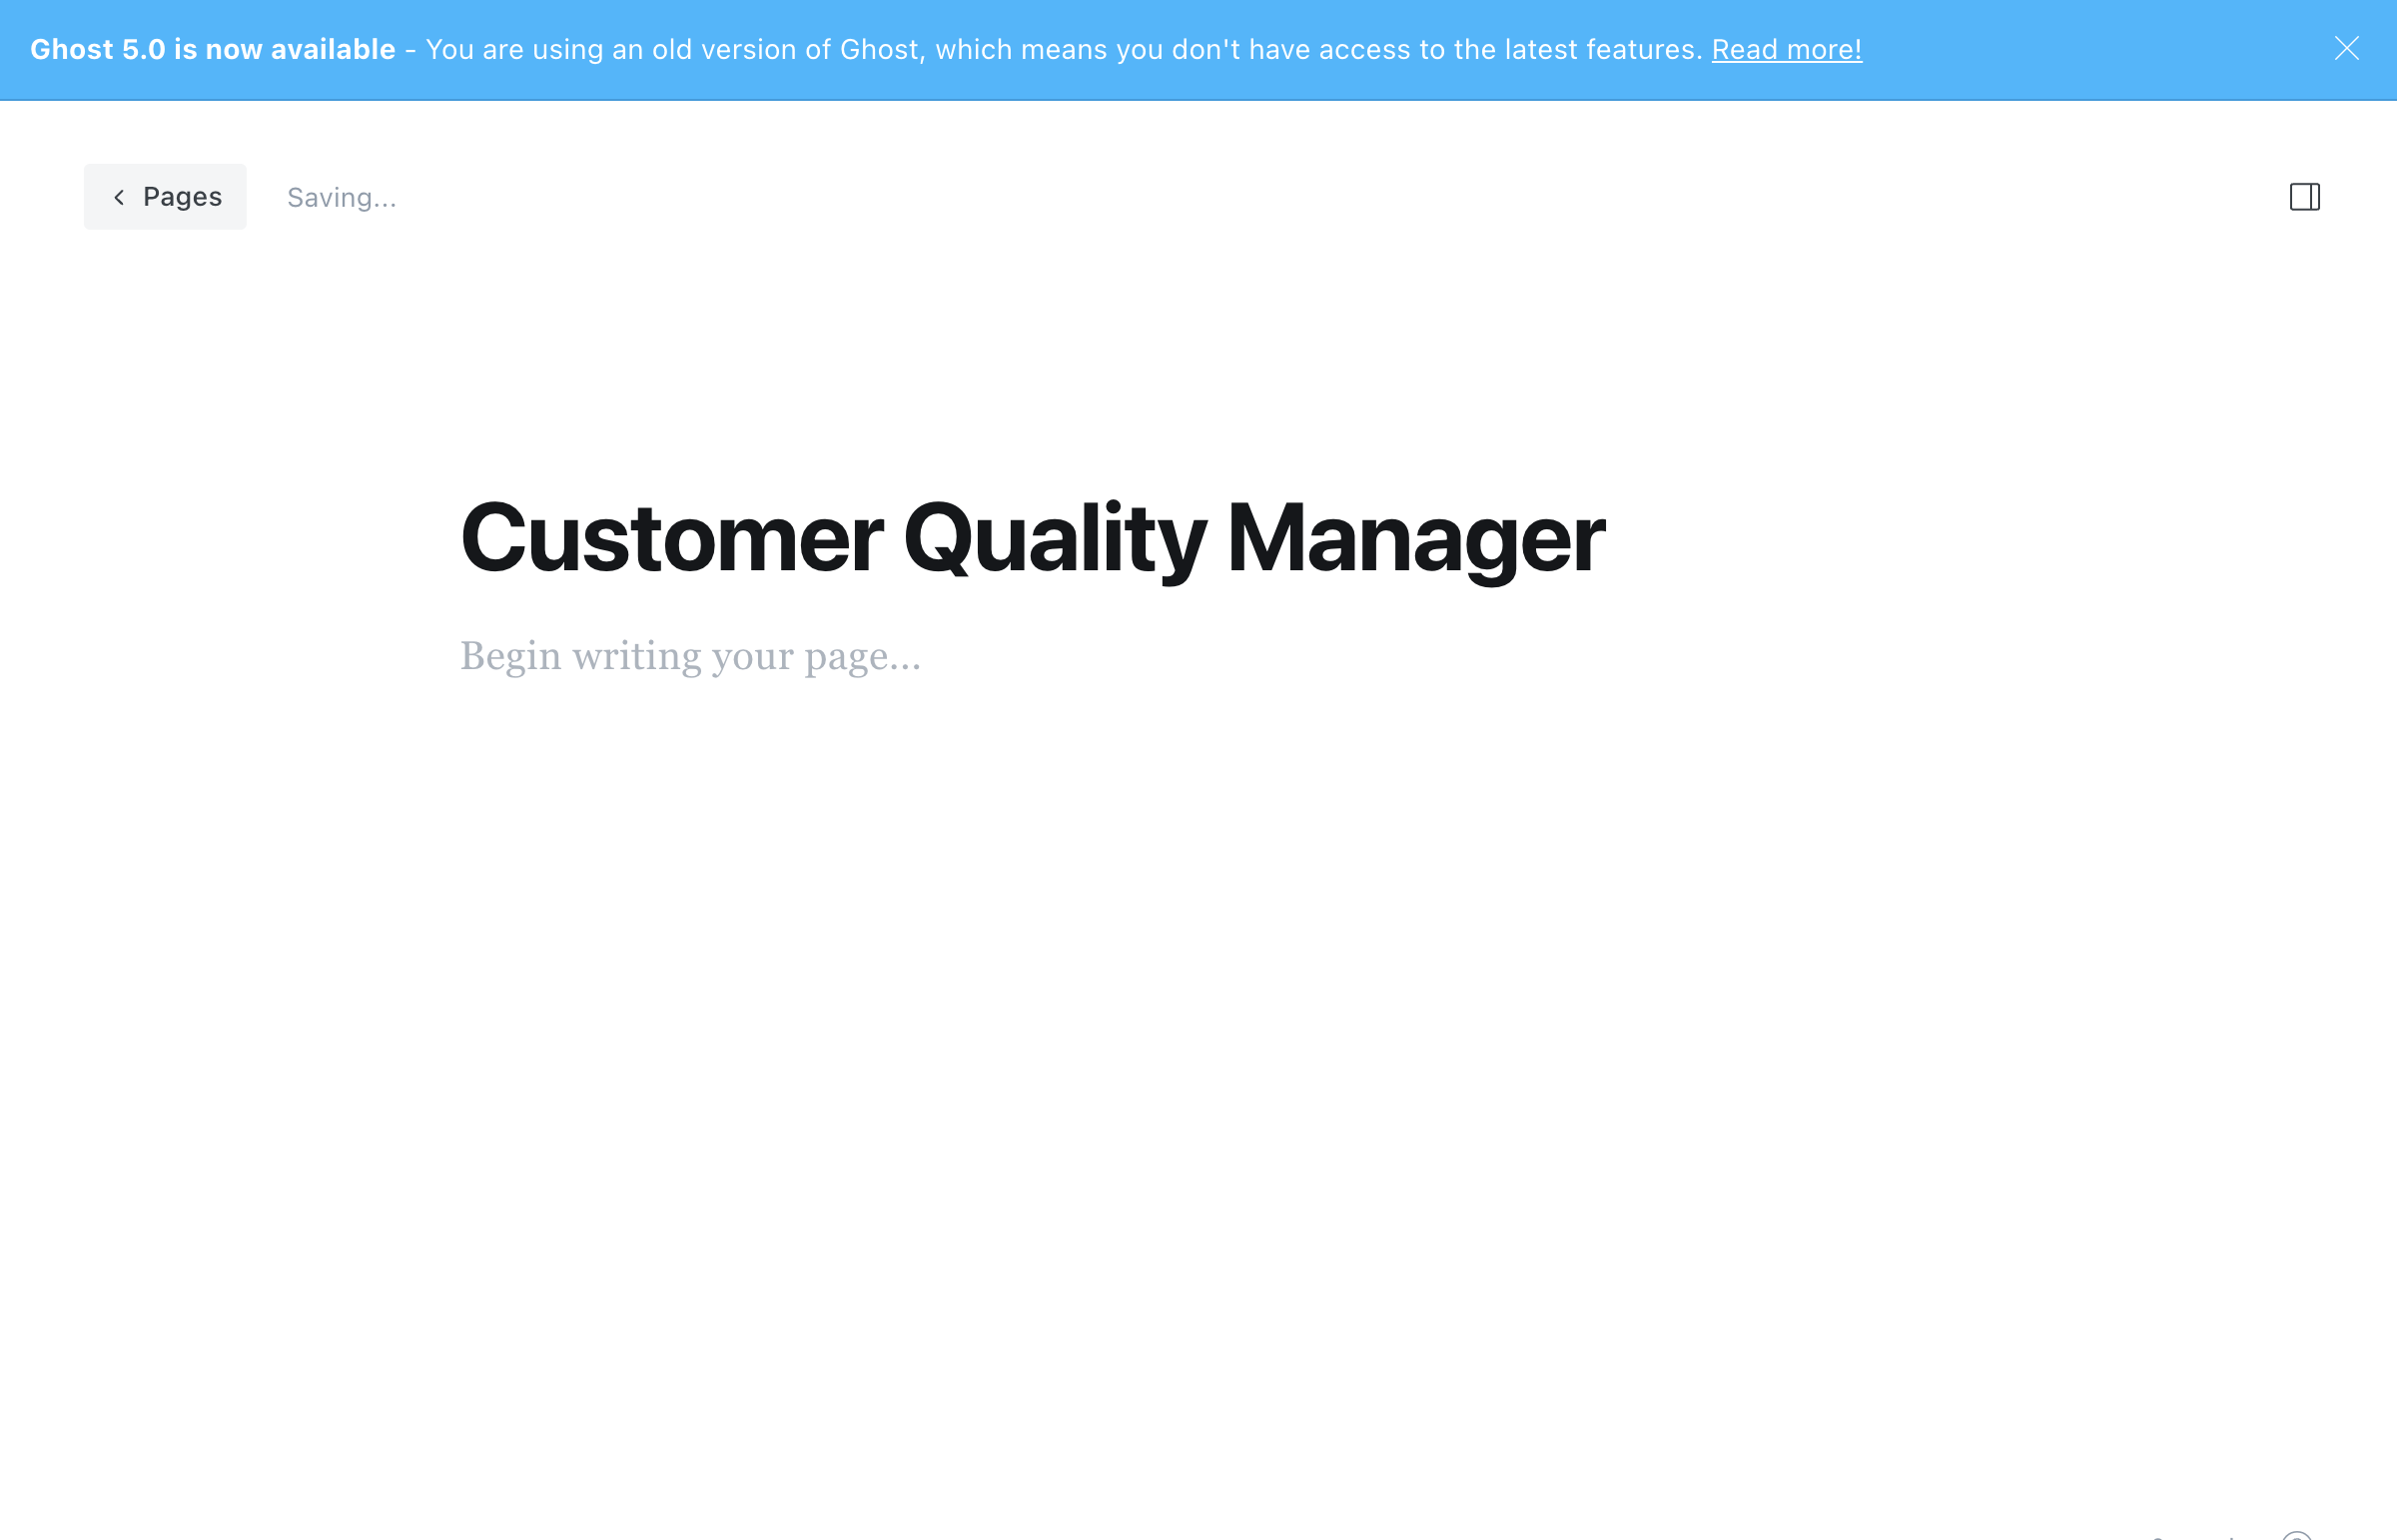 Ghost 5.0 is now available - You are using an old version of Ghost, which means you don't have access to the latest features. Read more!
Pages Saving...
Customer Quality Manager
Begin writing your page...